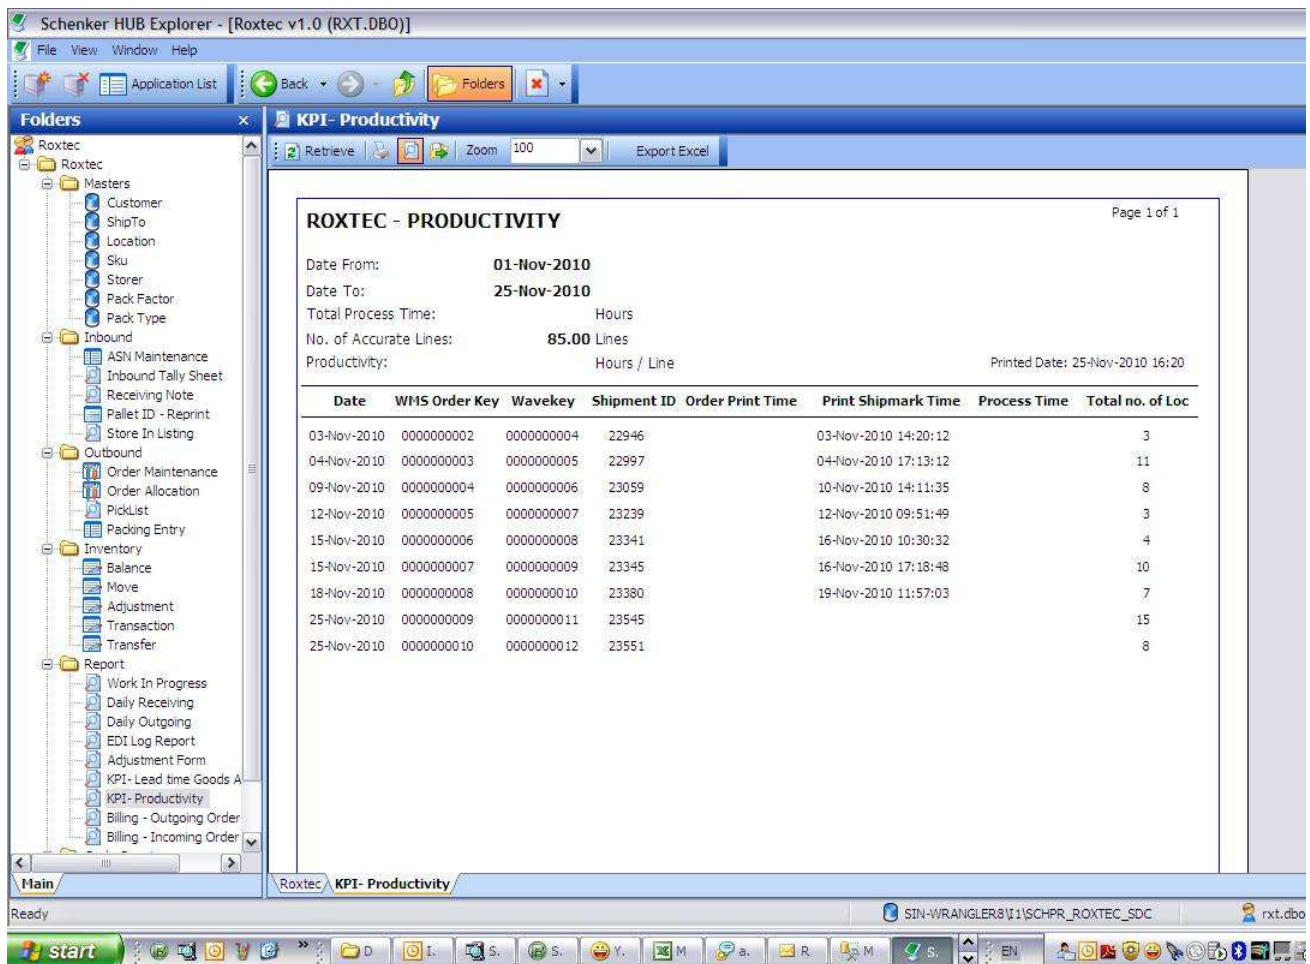 Schenker HUB Explorer - [Roxtec v1.0 (RXT.DBO)]
File View Window Help
Application List Back Folders
Folders
KPI- Productivity
Retrieve Zoom 100 Export Excel
Roxtec
Roxtec
Masters
Customer
ShipTo
Location
Sku
Storer
Pack Factor
Pack Type
Inbound
ASN Maintenance
Inbound Tally Sheet
Receiving Note
Pallet ID - Reprint
Store In Listing
Outbound
Order Maintenance
Order Allocation
PickList
Packing Entry
Inventory
Balance
Move
Adjustment
Transaction
Transfer
Report
Work In Progress
Daily Receiving
Daily Outgoing
EDI Log Report
Adjustment Form
KPI- Lead time Goods A
KPI- Productivity
Billing - Outgoing Order
Billing - Incoming Order
Main
ROXTEC - PRODUCTIVITY Page 1 of 1
Date From: 01-Nov-2010
Date To: 25-Nov-2010
Total Process Time: Hours
No. of Accurate Lines: 85.00 Lines
Productivity: Hours / Line Printed Date: 25-Nov-2010 16:20
Date WMS Order Key Wavekey Shipment ID Order Print Time Print Shipmark Time Process Time Total no. of Loc
03-Nov-2010 0000000002 0000000004 22946 03-Nov-2010 14:20:12 3
04-Nov-2010 0000000003 0000000005 22997 04-Nov-2010 17:13:12 11
09-Nov-2010 0000000004 0000000006 23059 10-Nov-2010 14:11:35 8
12-Nov-2010 0000000005 0000000007 23239 12-Nov-2010 09:51:49 3
15-Nov-2010 0000000006 0000000008 23341 16-Nov-2010 10:30:32 4
15-Nov-2010 0000000007 0000000009 23345 16-Nov-2010 17:18:48 10
18-Nov-2010 0000000008 0000000010 23380 19-Nov-2010 11:57:03 7
25-Nov-2010 0000000009 0000000011 23545 15
25-Nov-2010 0000000010 0000000012 23551 8
Roxtec KPI- Productivity
Ready SIN-WRANGLER8\I1\SCHPR_ROXTEC_SDC rxt.dbo
start D I. S. S. Y. M a. R M S. EN